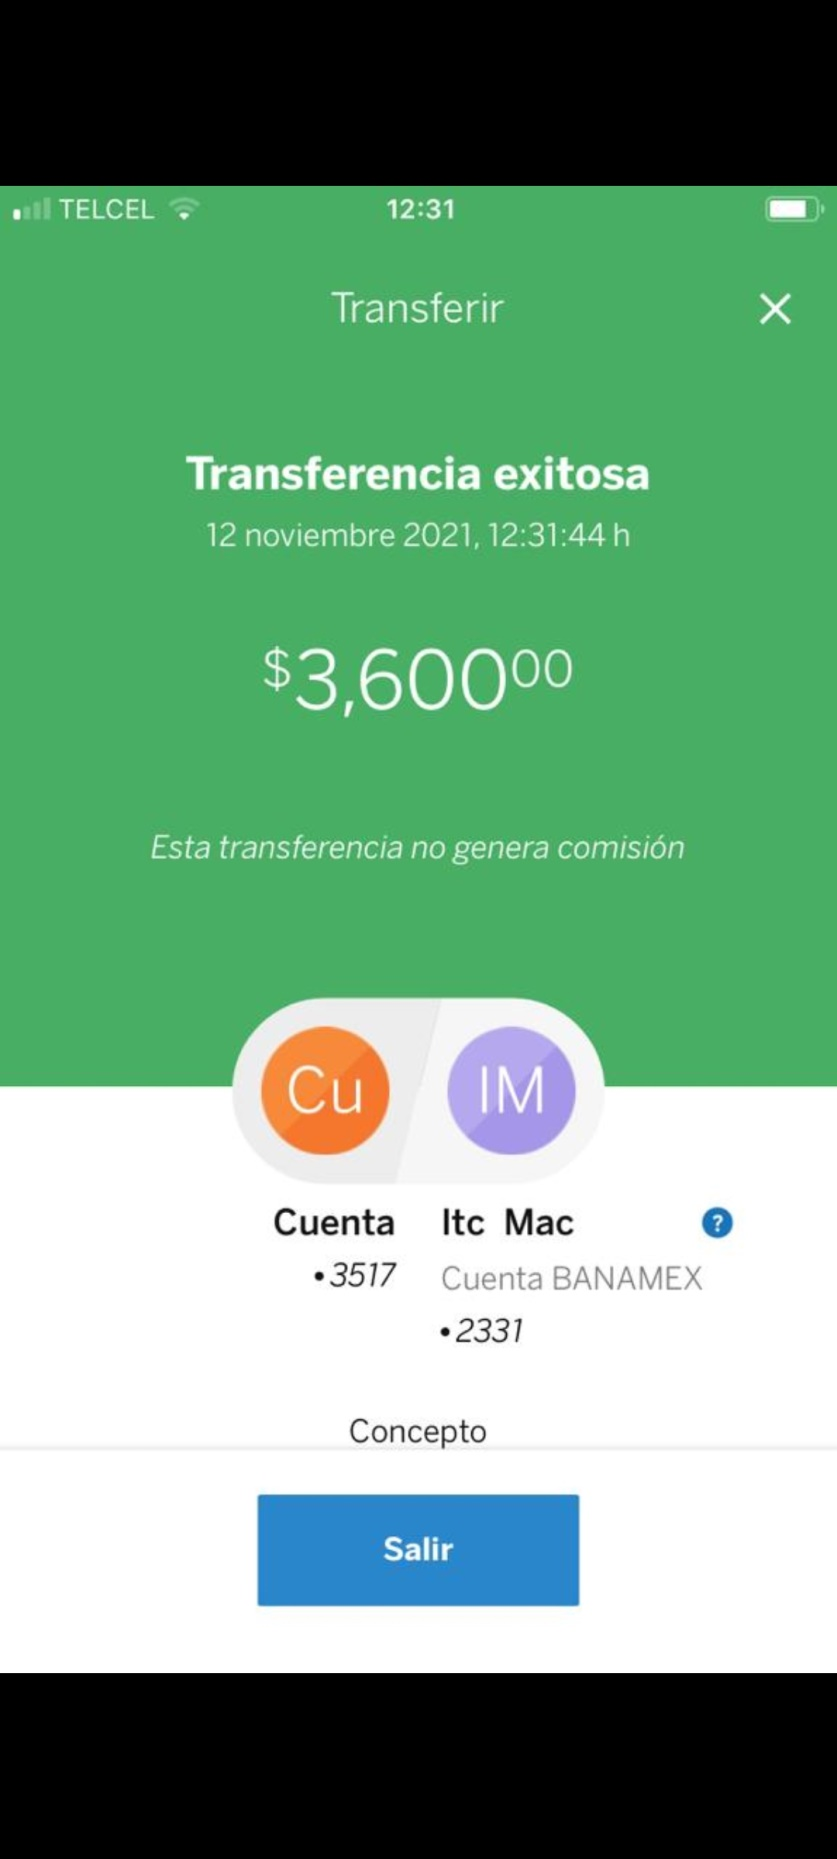 TELCEL 12:31
Transferir
Transferencia exitosa
12 noviembre 2021, 12:31:44 h
$3,60000
Esta transferencia no genera comisión
Cu IM
Cuenta Itc Mac ?
•3517 Cuenta BANAMEX
•2331
Concepto
Salir